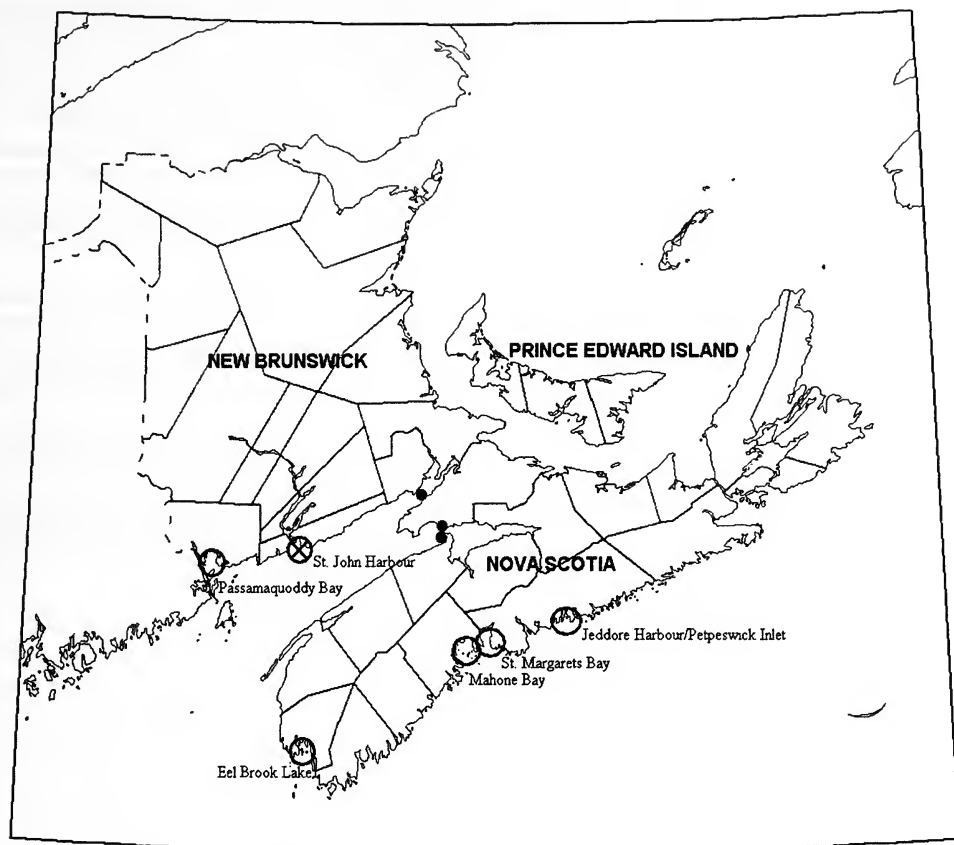 PRINCE EDWARD ISLAND
NEW BRUNSWICK
St. John Harbour
NOVA SCOTIA
Passamaquoddy Bay
Jeddore Harbour/Petpeswick Inlet
St. Margarets Bay
Mahone Bay
Eel Brook Lake